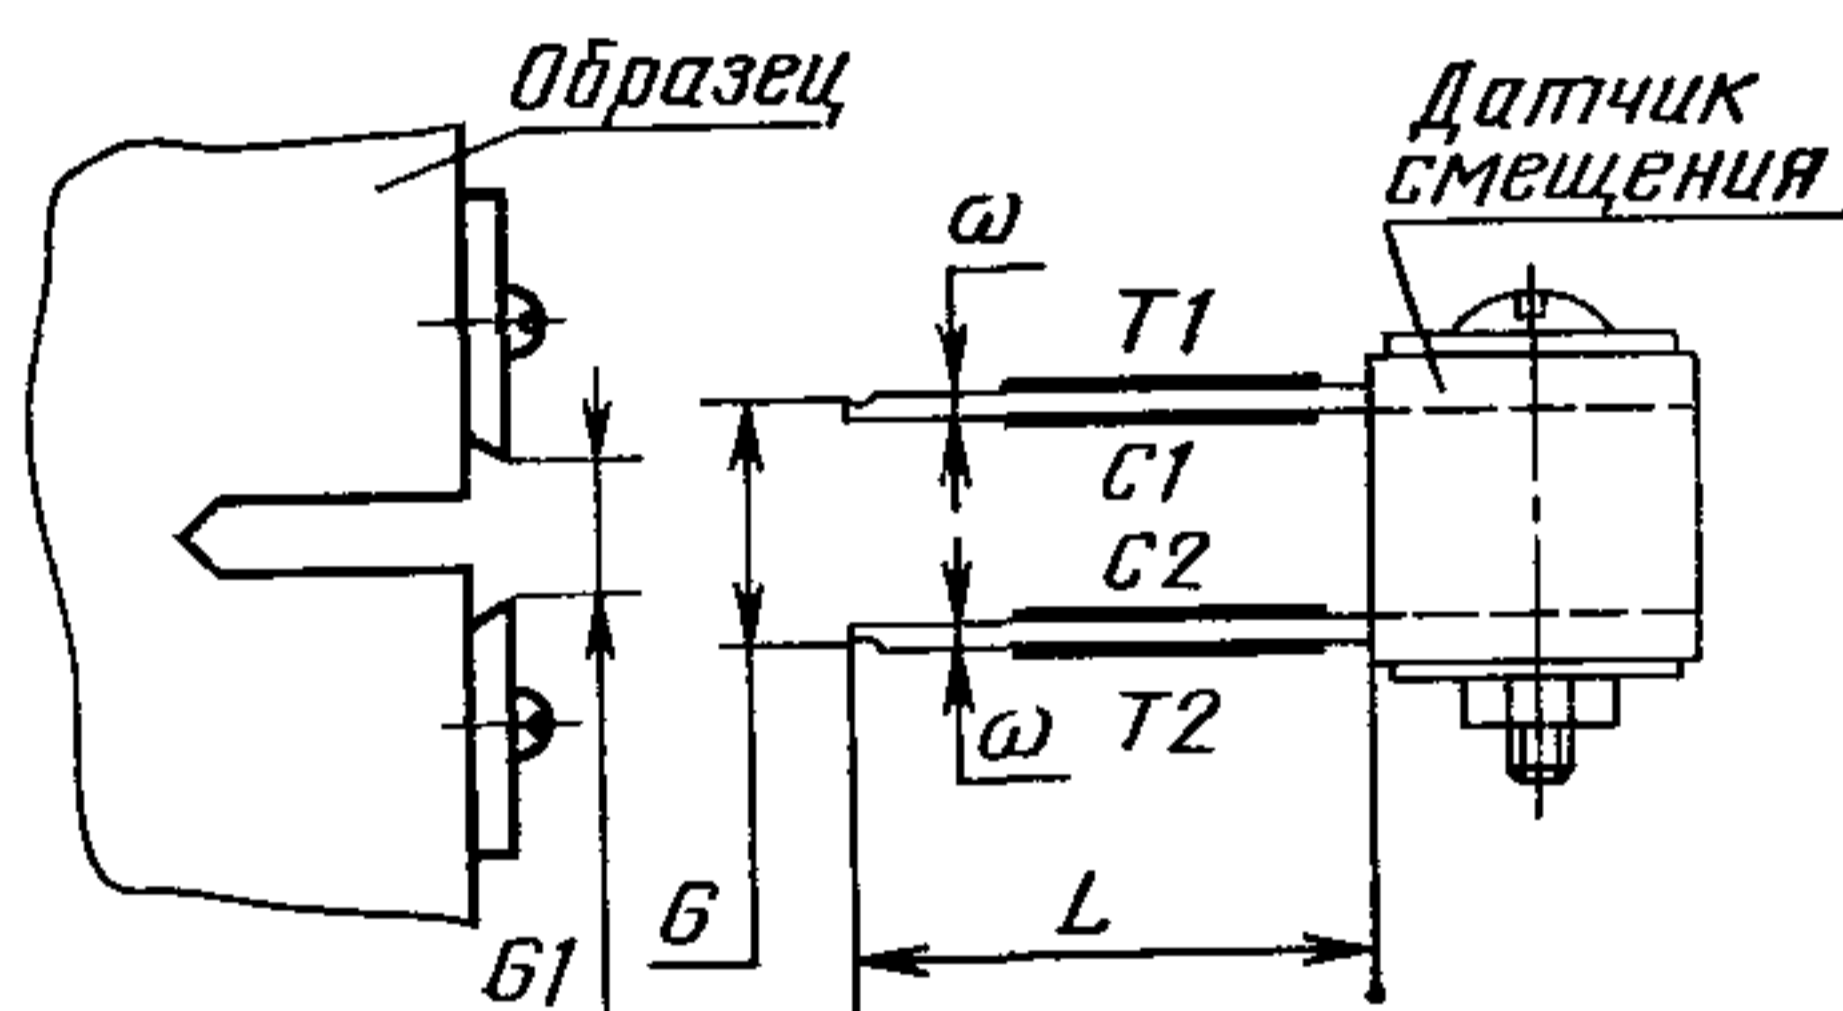 Образец
Датчик
смещения
ω
T1
C1
C2
ω
T2
G
L
G1